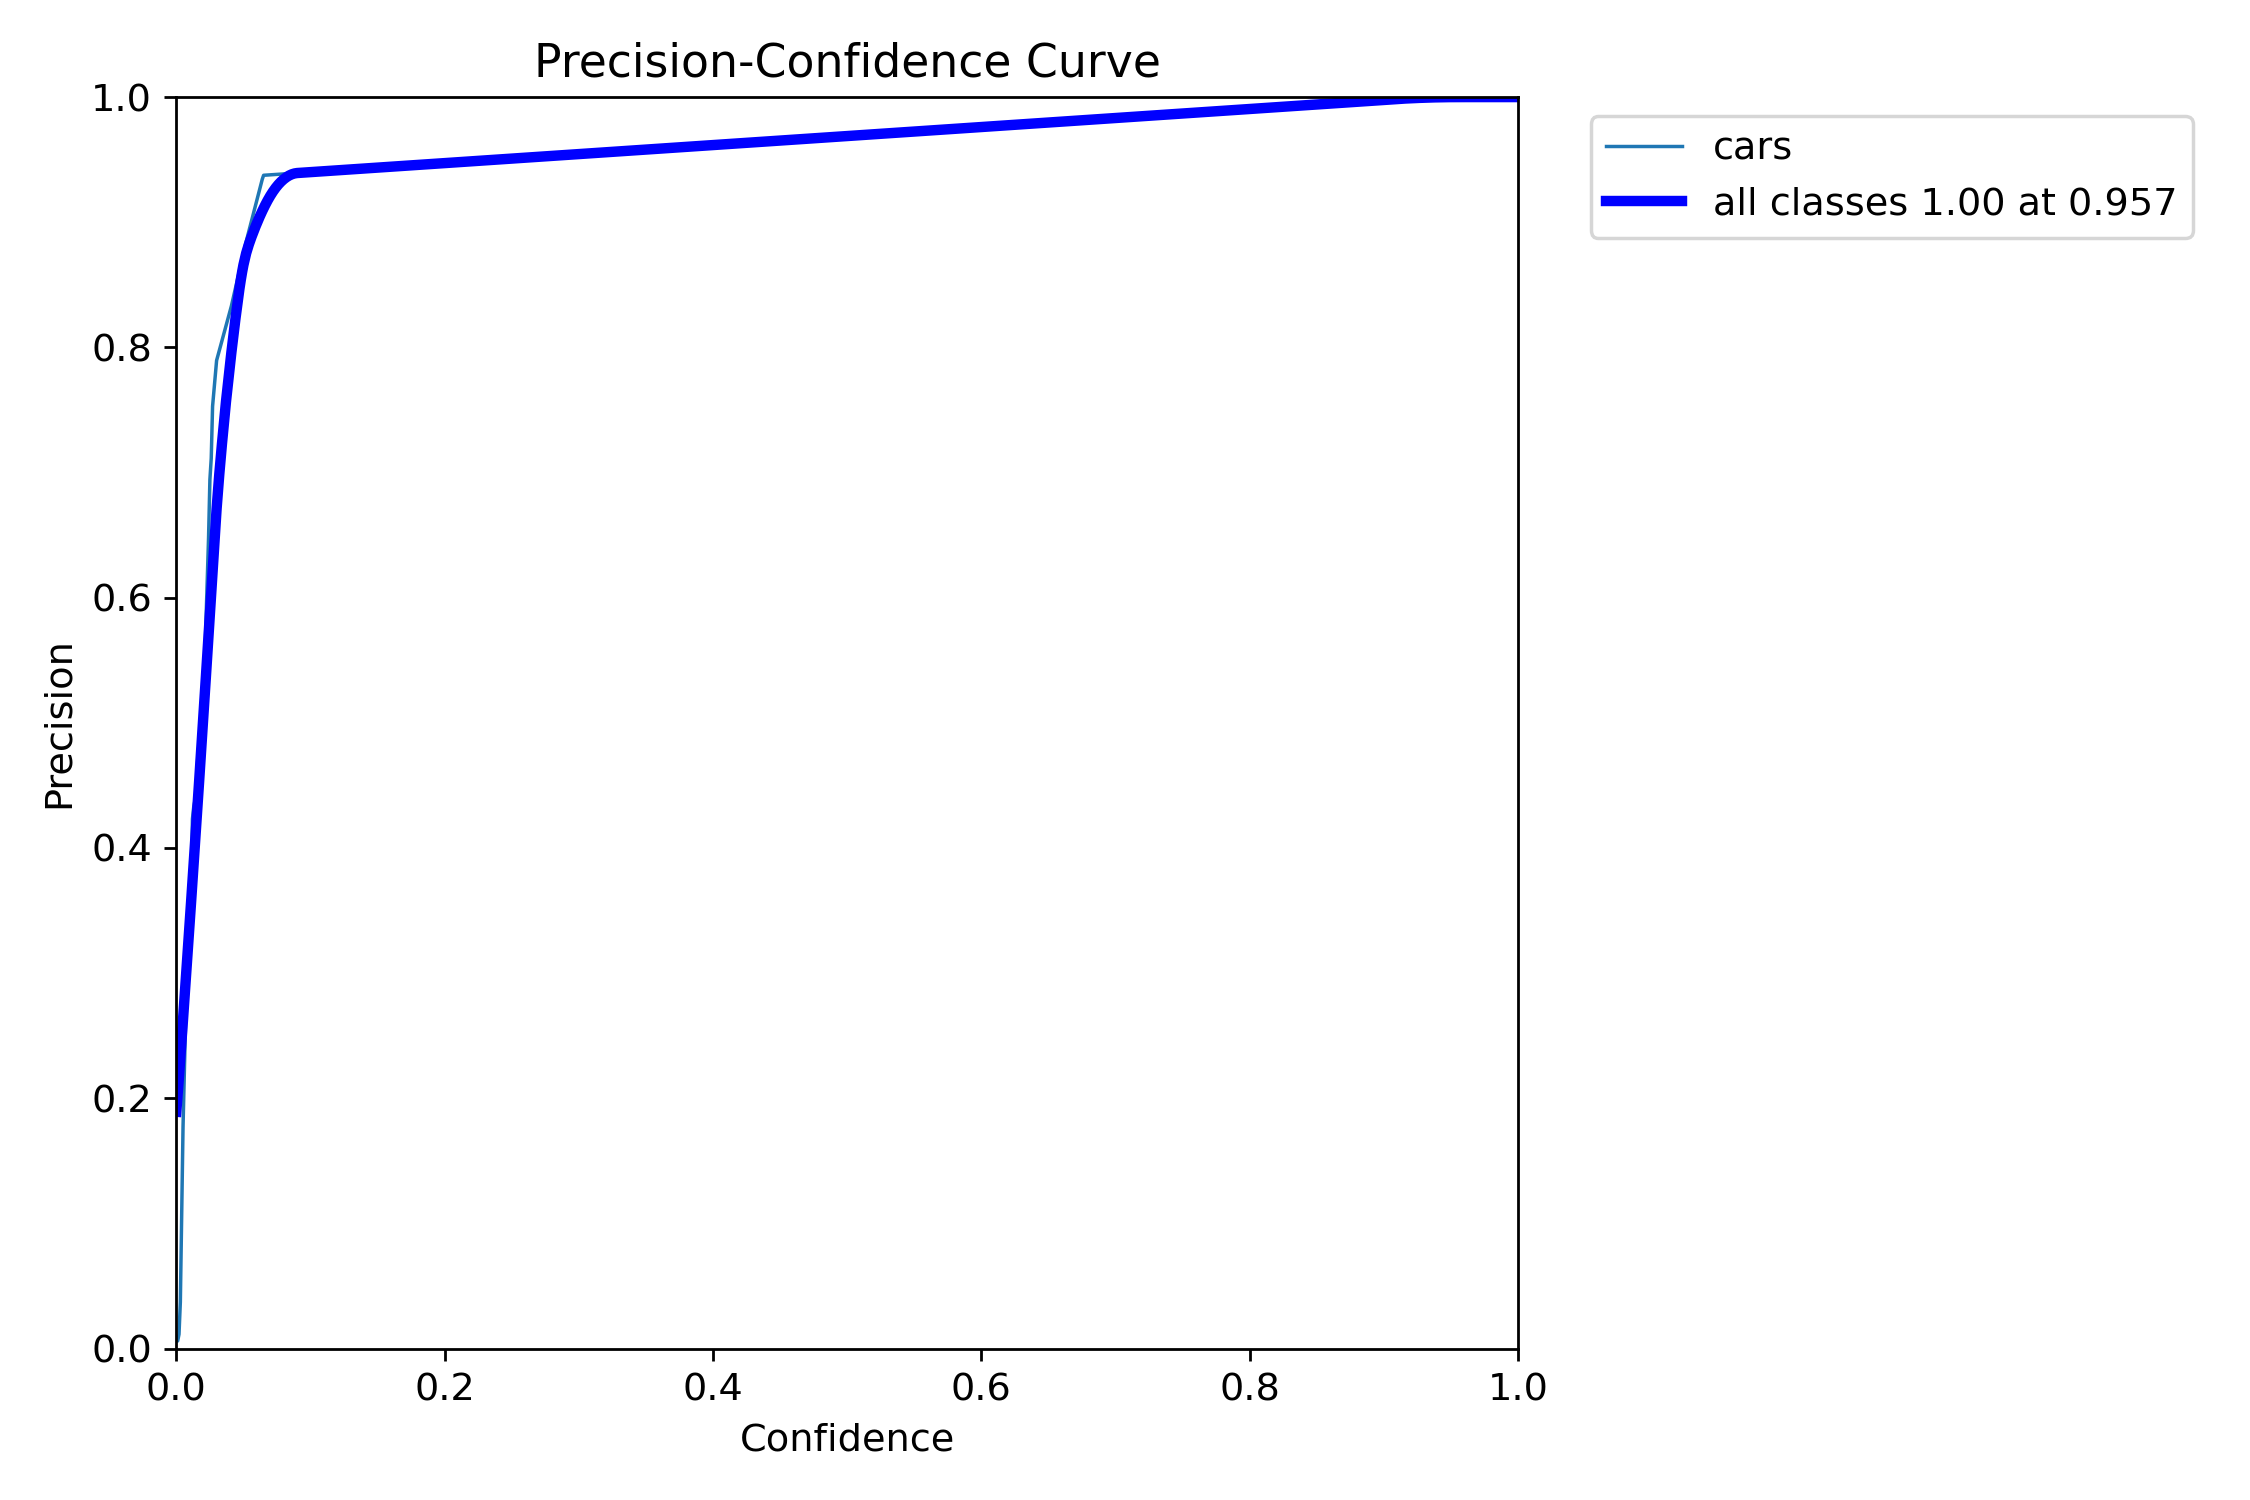 Precision-Confidence Curve
1.0
0.8
0.6
0.4
0.2
0.0
Precision
0.0 0.2 0.4 0.6 0.8 1.0
Confidence
cars
all classes 1.00 at 0.957